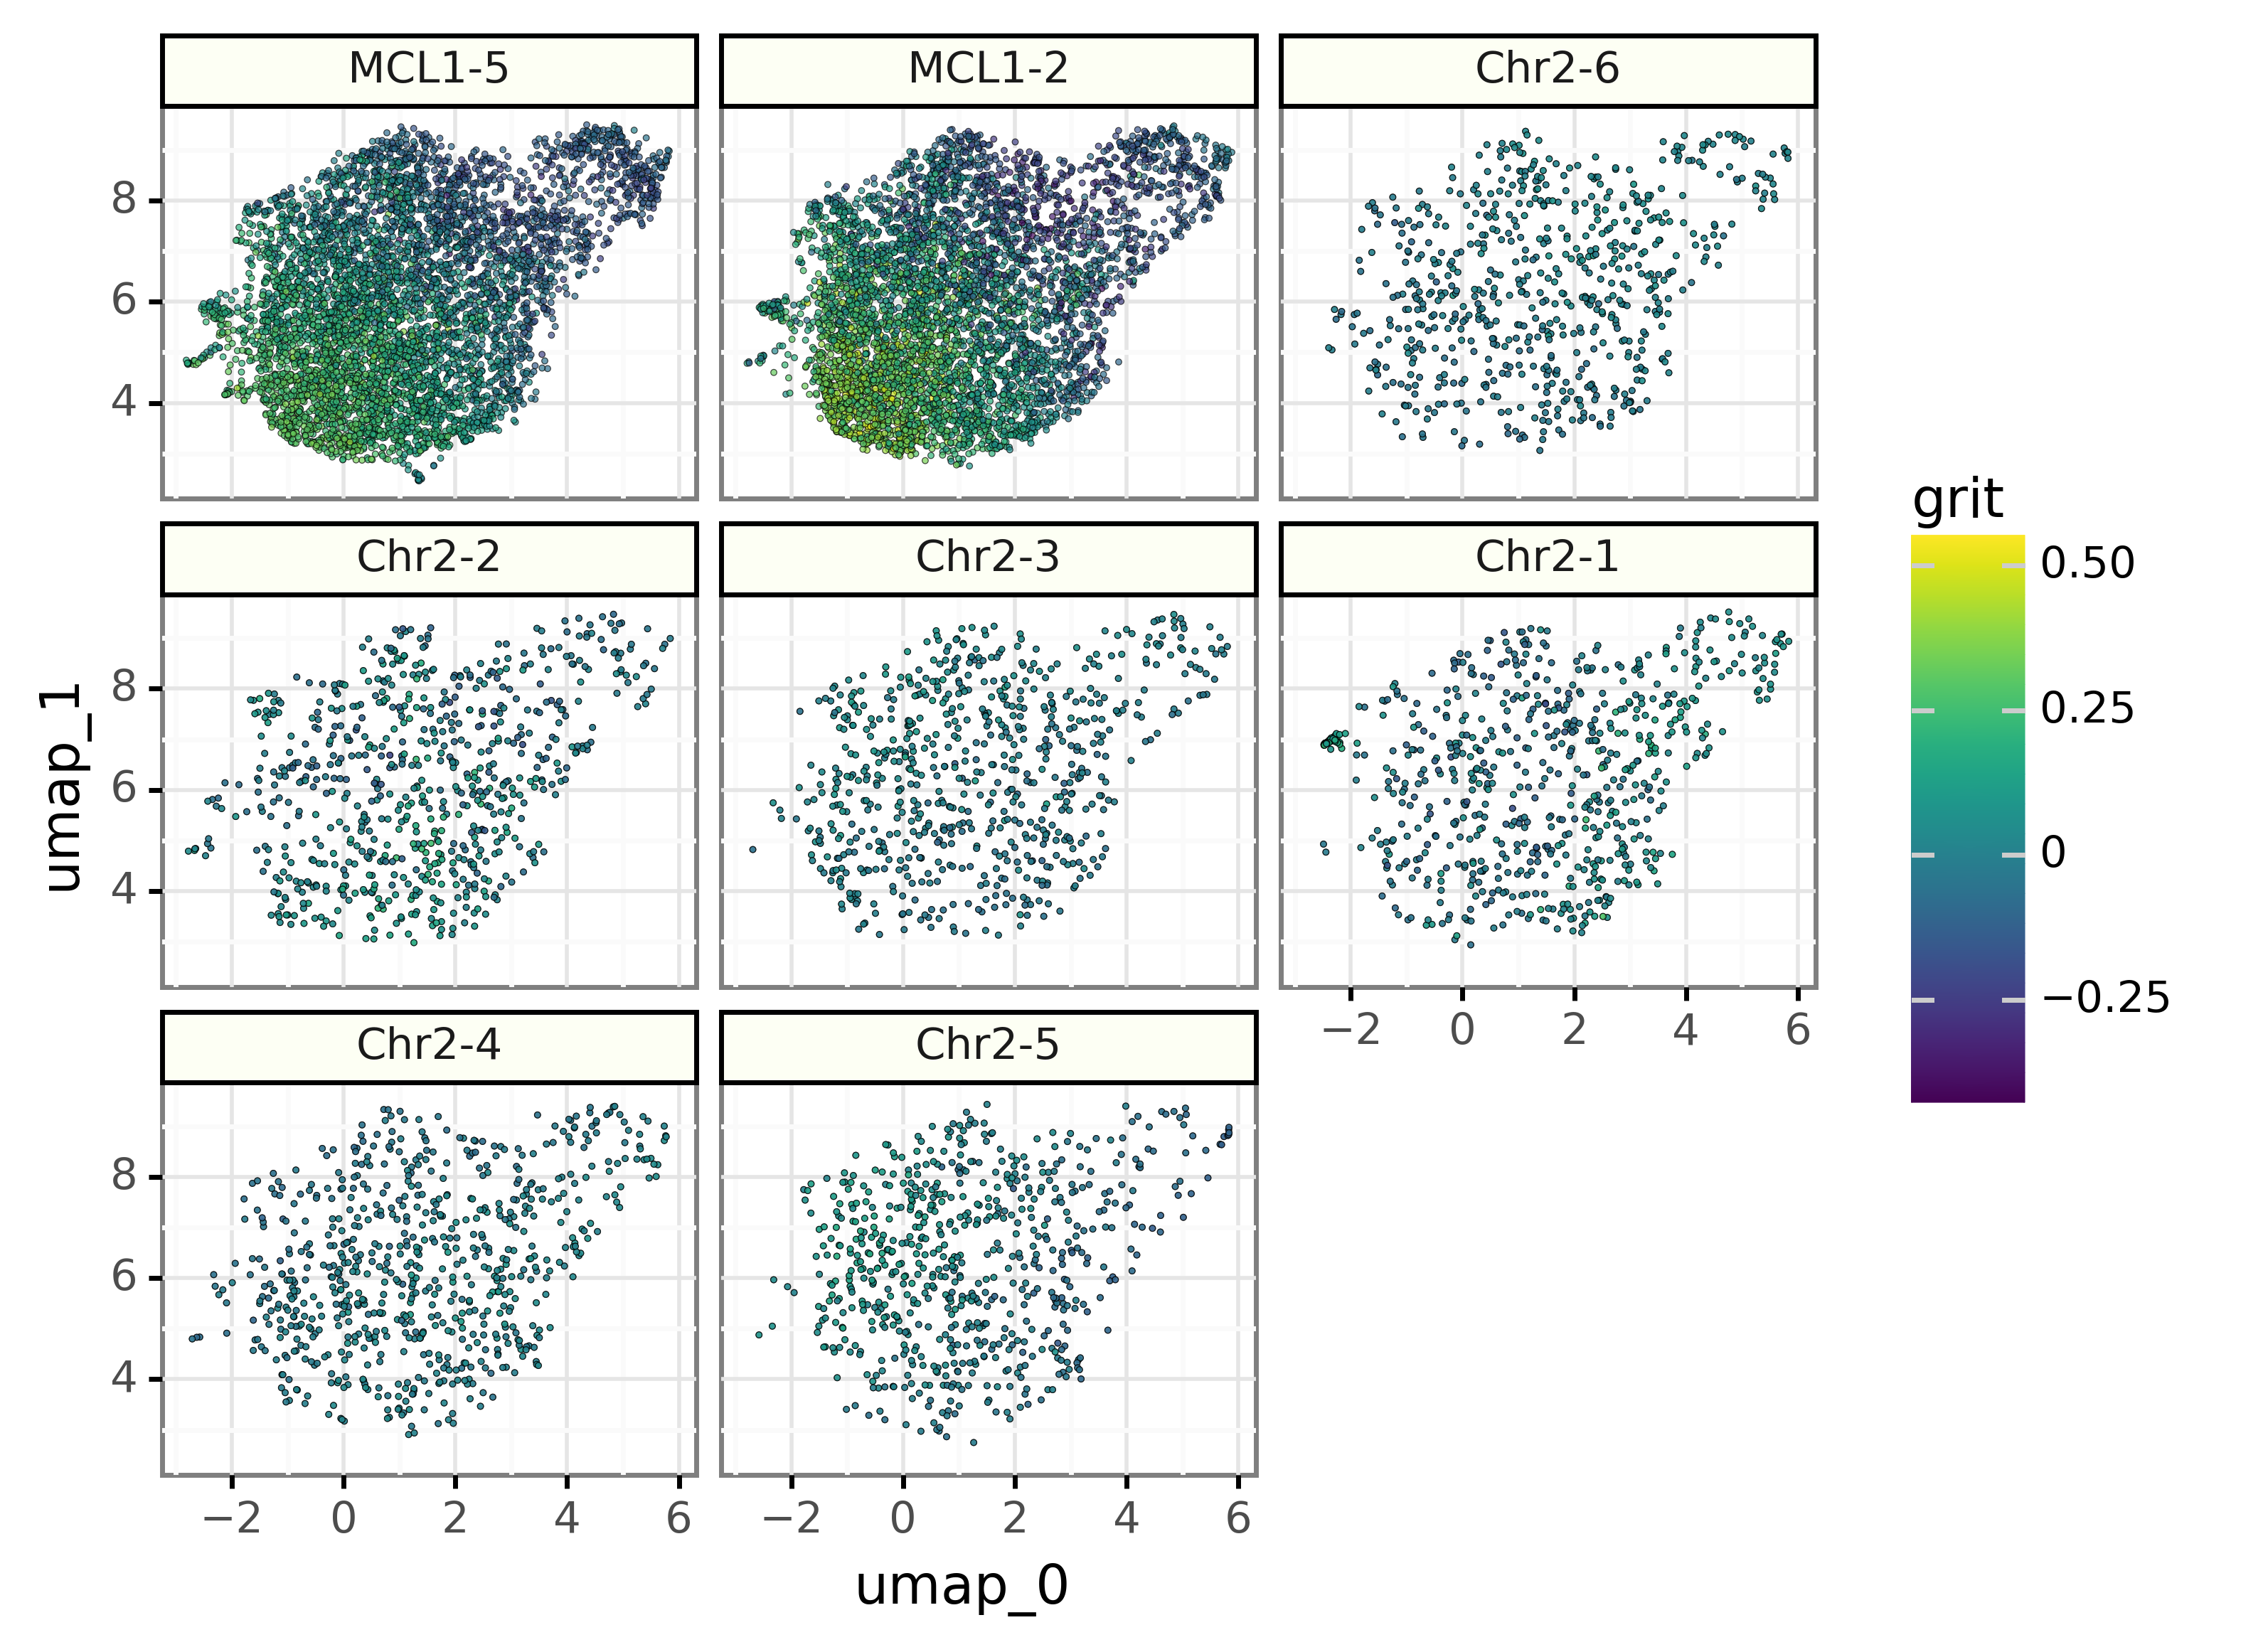 MCL1-5 MCL1-2 Chr2-6
8
6
4
Chr2-2 Chr2-3 Chr2-1
8
6
4
−2 0 2 4 6
Chr2-4 Chr2-5
8
6
4
−2 0 2 4 6 −2 0 2 4 6
umap_0
umap_1
grit
0.50
0.25
0
−0.25